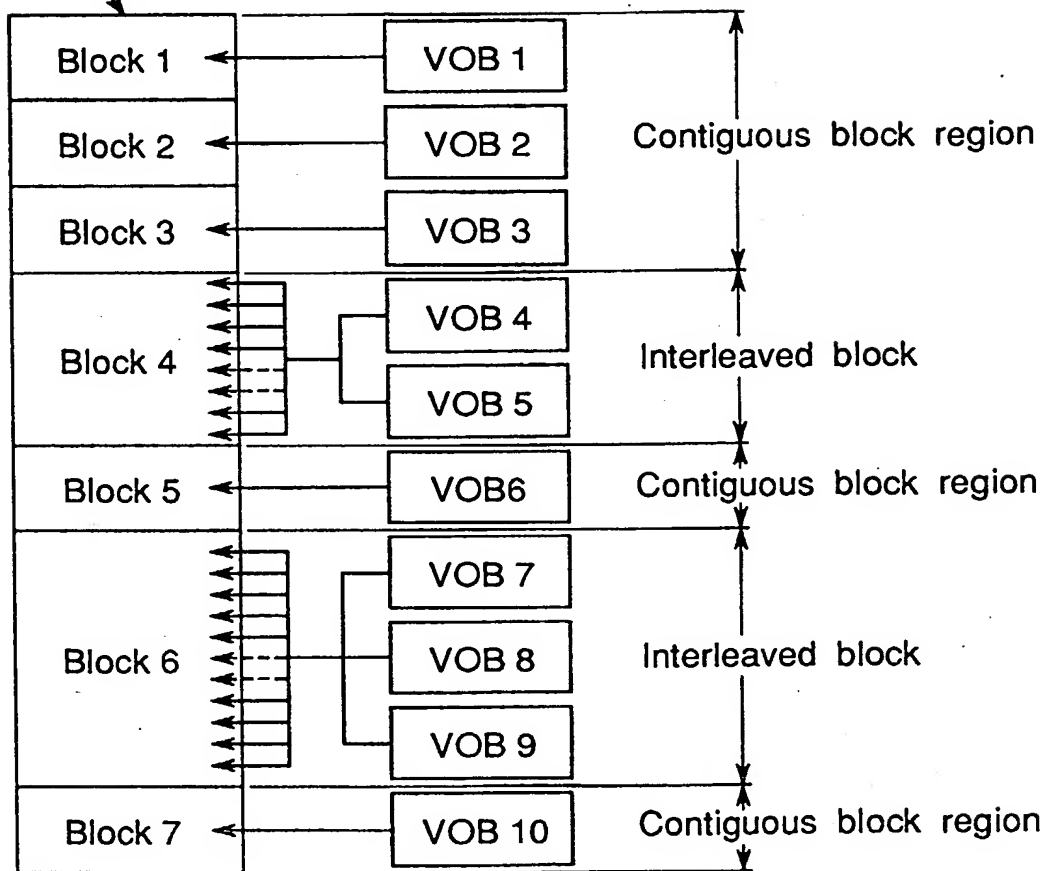 Block 1
VOB 1
Block 2
VOB 2
Contiguous block region
Block 3
VOB 3
Block 4
VOB 4
Interleaved block
VOB 5
Block 5
VOB6
Contiguous block region
VOB 7
Block 6
VOB 8
Interleaved block
VOB 9
Block 7
VOB 10
Contiguous block region